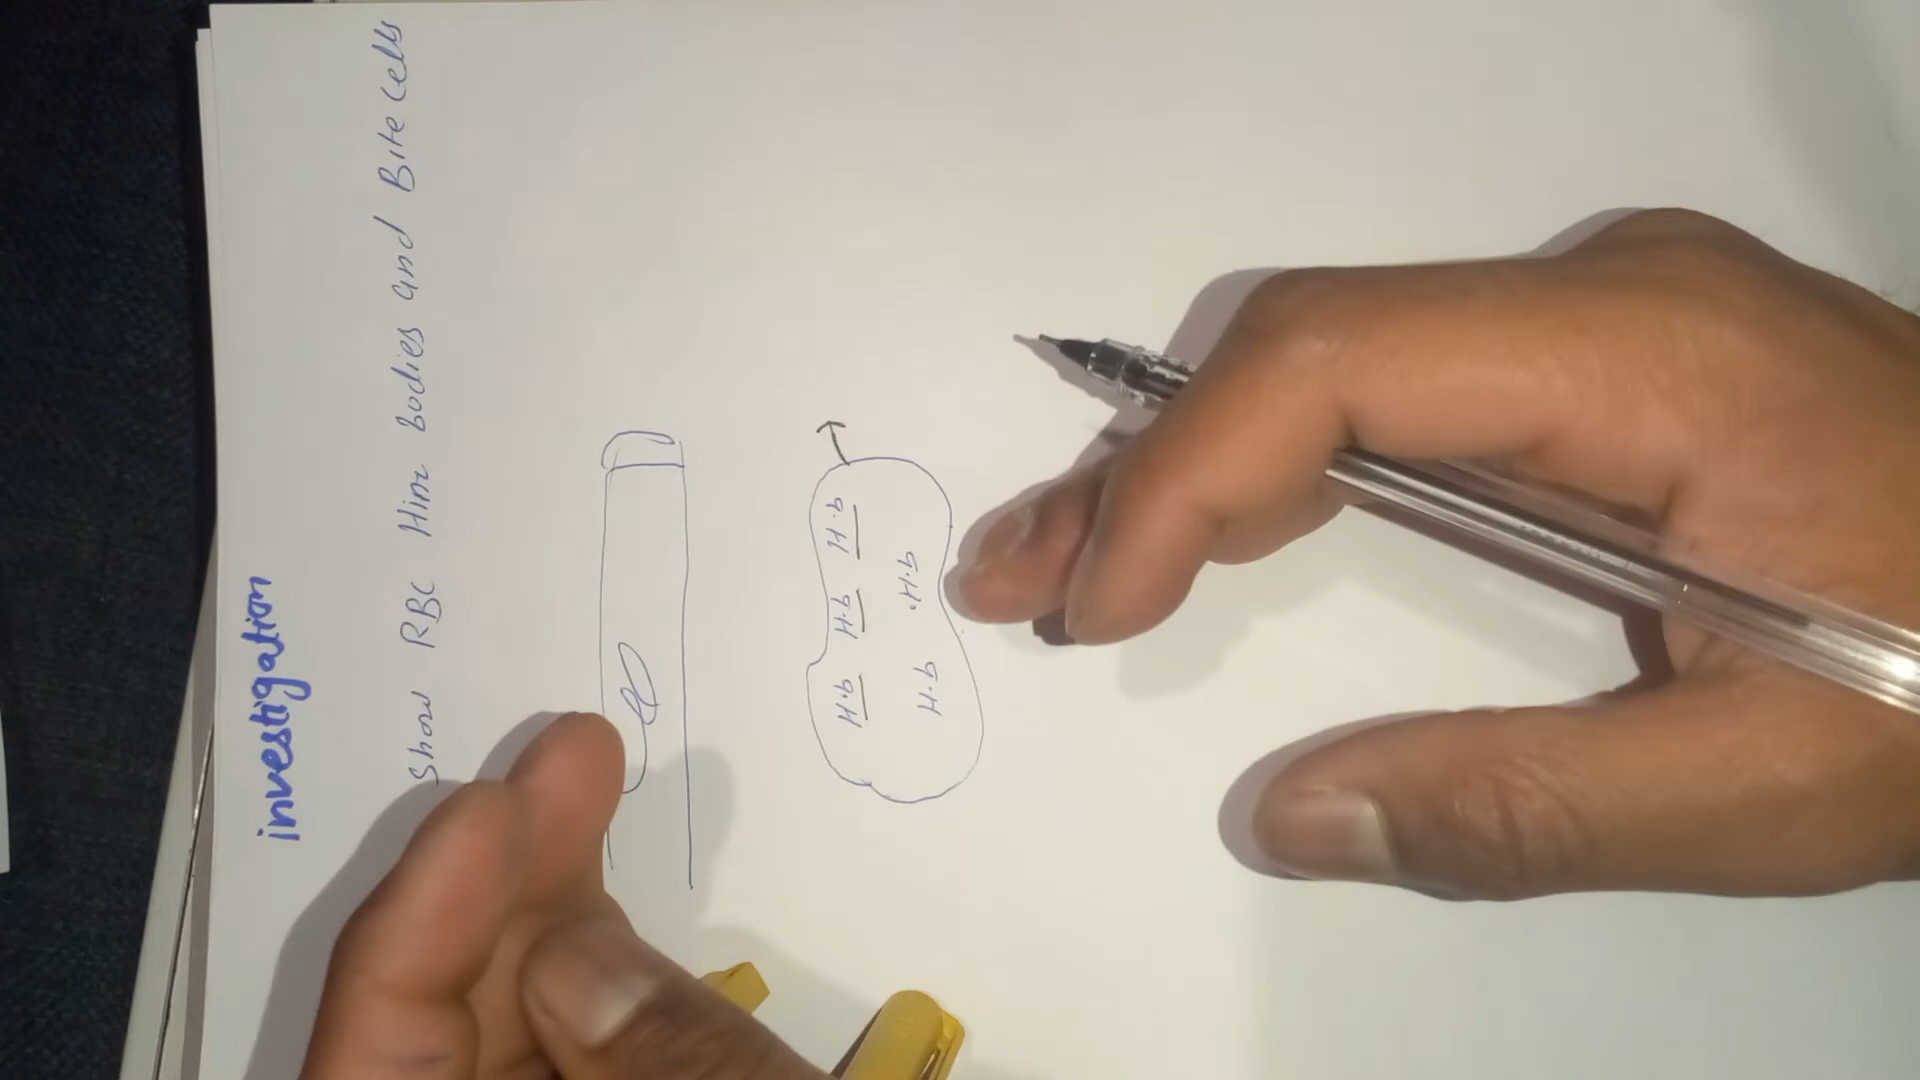 investigation
Show RBC Hinz bodies and Bite cells
H.b H.b H.b
H.b H.b